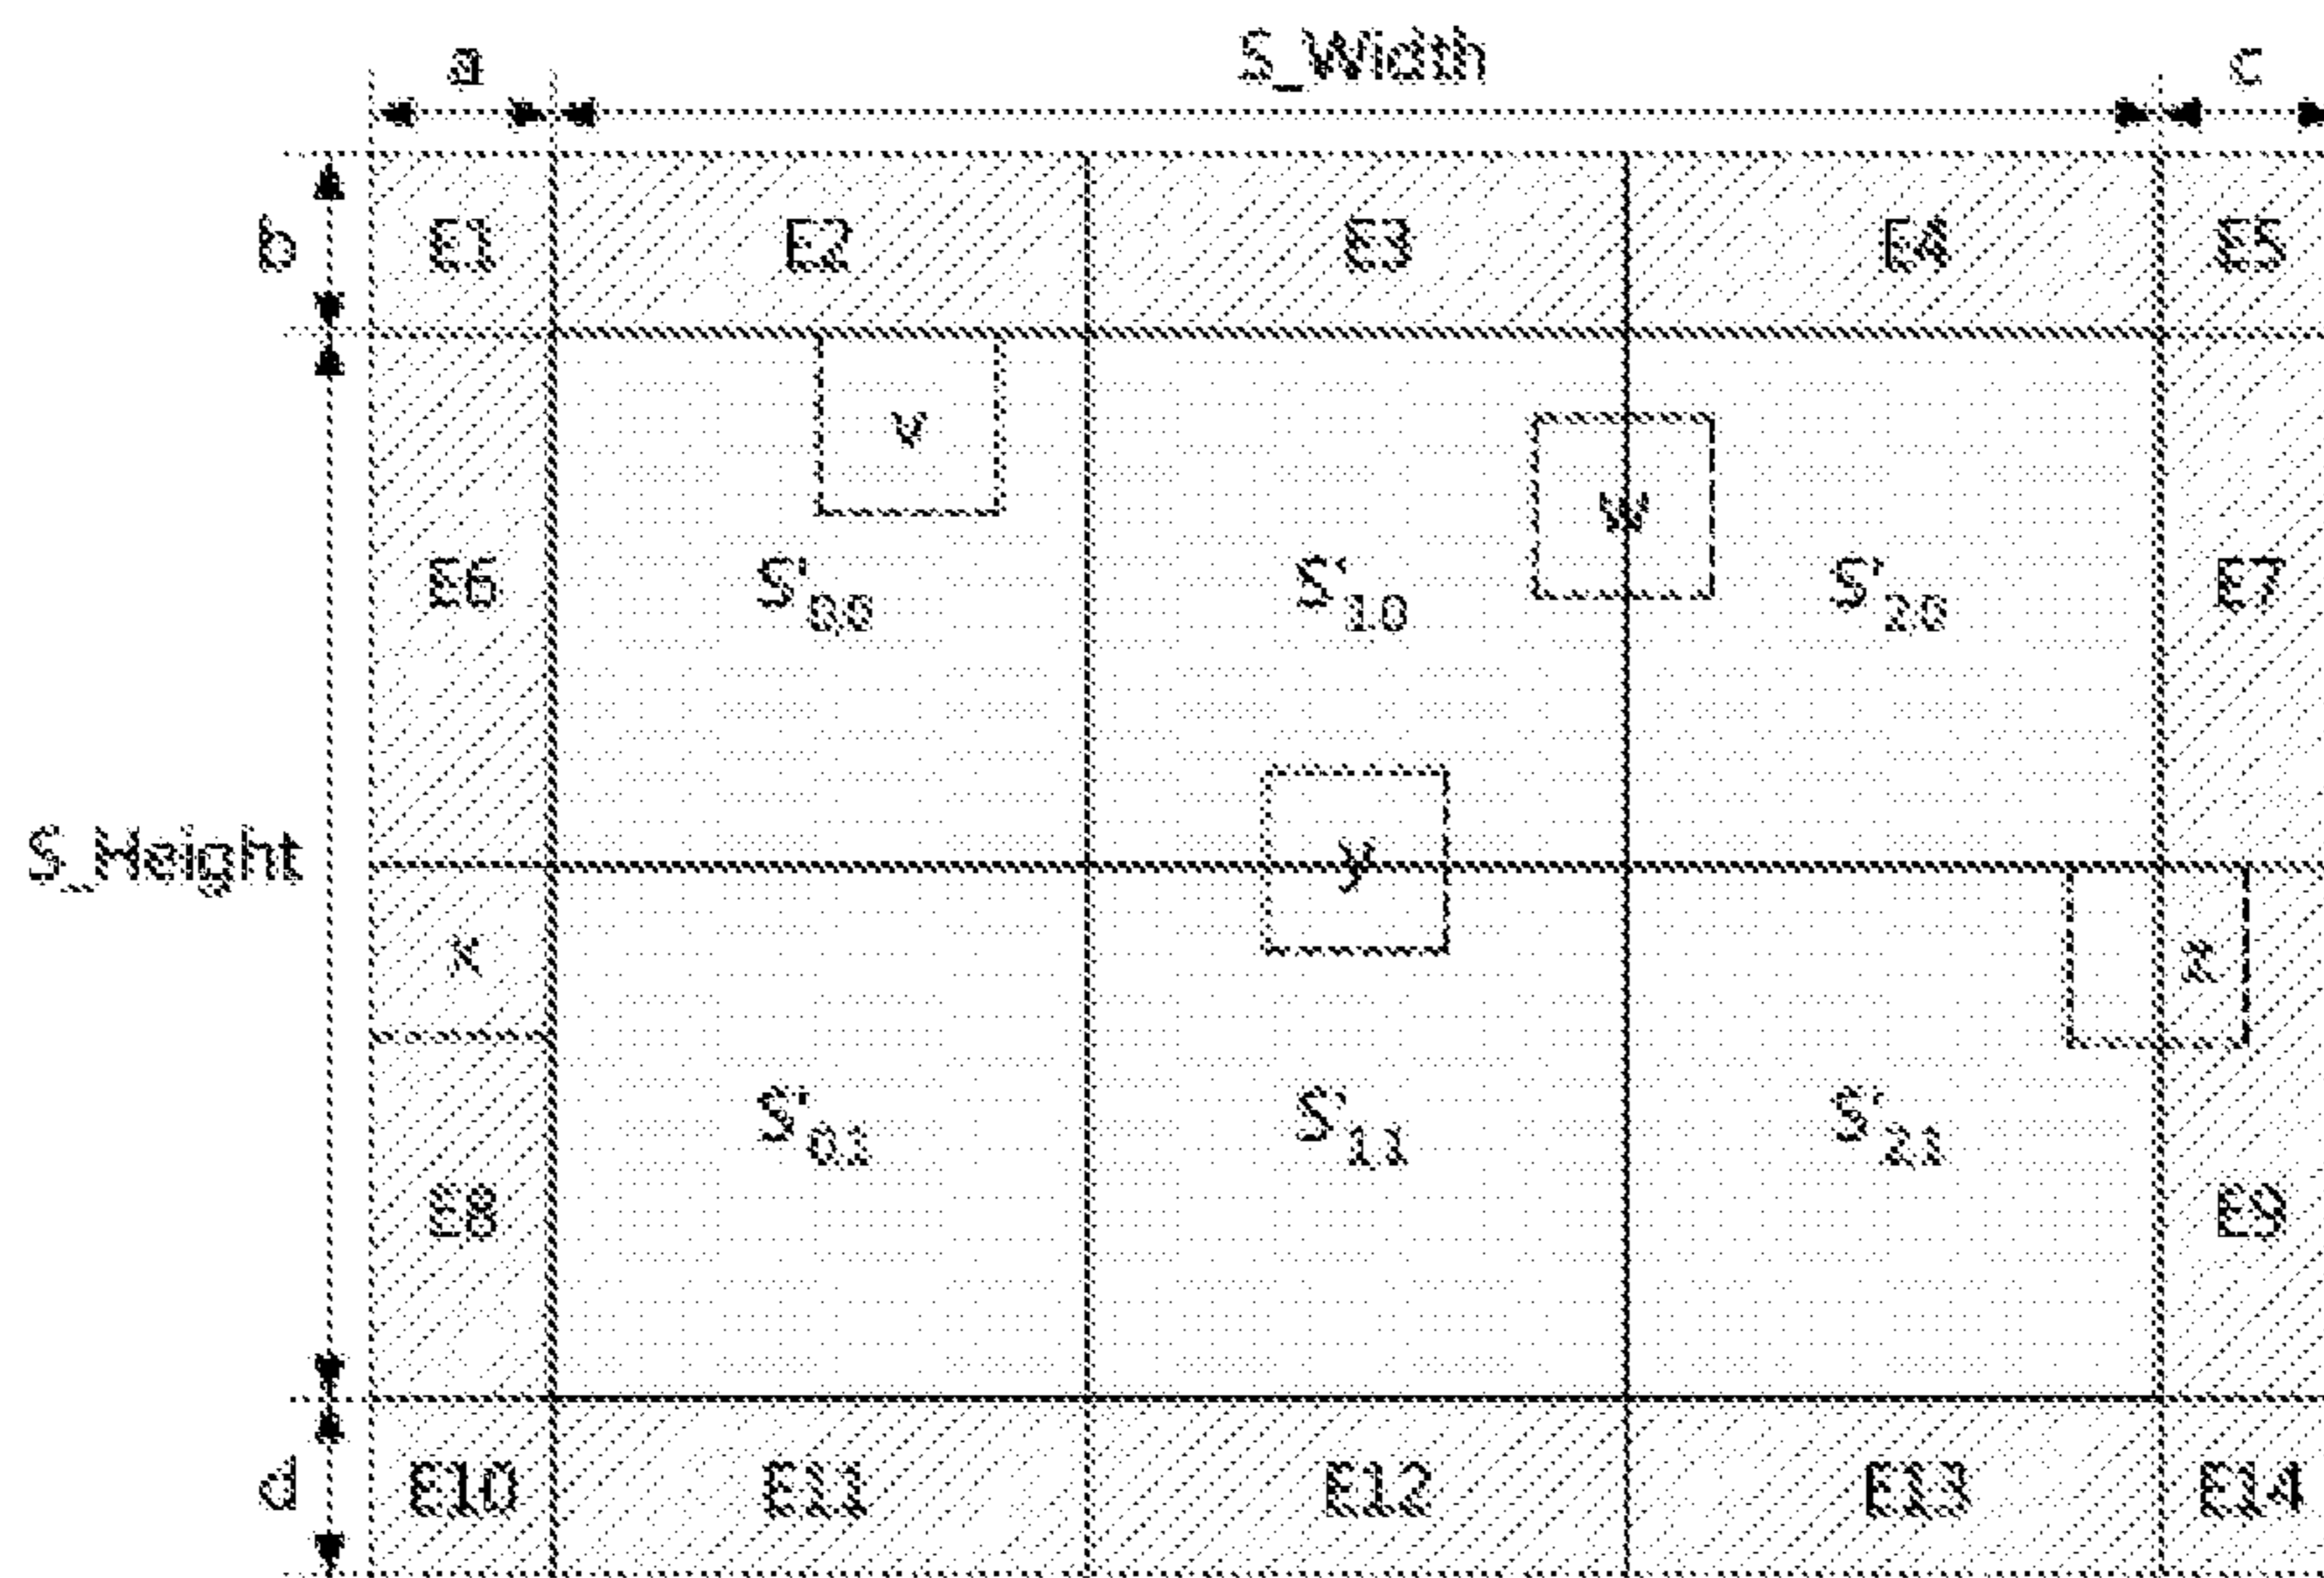 a S_Width c
b E1 E2 E3 E4 E5
v
w
E6 S'00 S'10 S'20 E7
S_Height y
x z
S'01 S'11 S'21
E8 E9
d E10 E11 E12 E13 E14